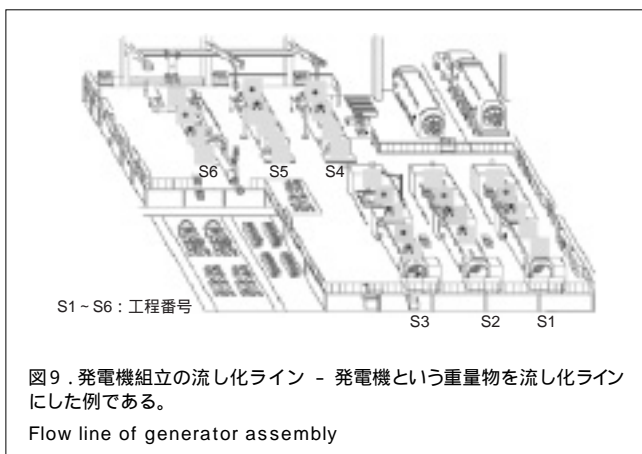 S6 S5 S4
S1～S6：工程番号
S3 S2 S1
図9．発電機組立の流し化ライン － 発電機という重量物を流し化ライン
にした例である。
Flow line of generator assembly